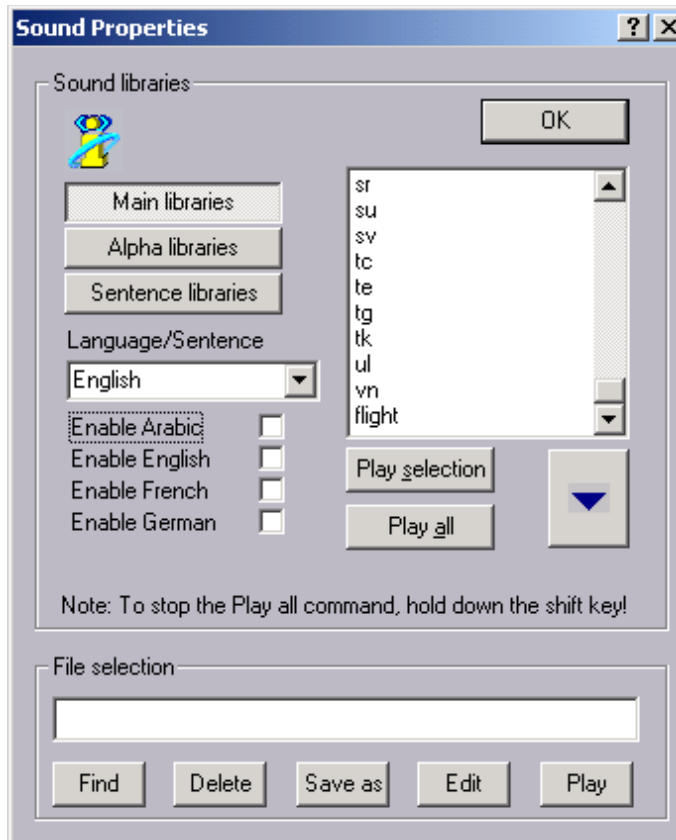 Sound Properties
Sound libraries
OK
Main libraries
Alpha libraries
Sentence libraries
Language/Sentence
English
Enable Arabic
Enable English
Enable French
Enable German
sr
su
sv
tc
te
tg
tk
ul
vn
flight
Play selection
Play all
Note: To stop the Play all command, hold down the shift key!
File selection
Find
Delete
Save as
Edit
Play